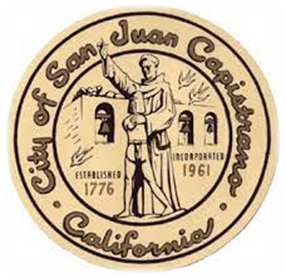 City of San Juan Capistrano
ESTABLISHED
1776
INCORPORATED
1961
California